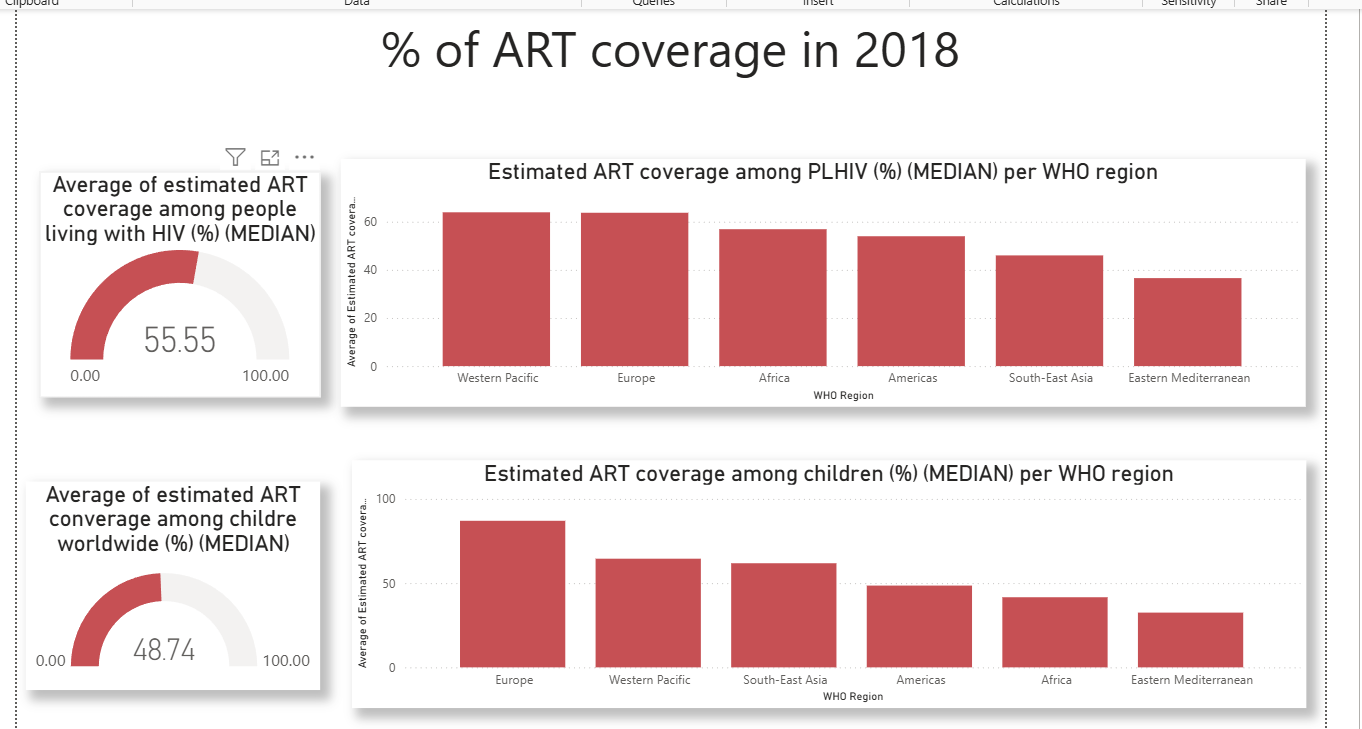 Clipboard
Data
Queries
Insert
Calculations
Sensitivity
Share
% of ART coverage in 2018
Average of estimated ART
coverage among people
living with HIV (%) (MEDIAN)
55.55
0.00
100.00
Estimated ART coverage among PLHIV (%) (MEDIAN) per WHO region
Average of Estimated ART covera...
60
40
20
0
Western Pacific
Europe
Africa
Americas
South-East Asia
Eastern Mediterranean
WHO Region
Average of estimated ART
converage among childre
worldwide (%) (MEDIAN)
48.74
0.00
100.00
Estimated ART coverage among children (%) (MEDIAN) per WHO region
Average of Estimated ART covera...
100
50
0
Europe
Western Pacific
South-East Asia
Americas
Africa
Eastern Mediterranean
WHO Region